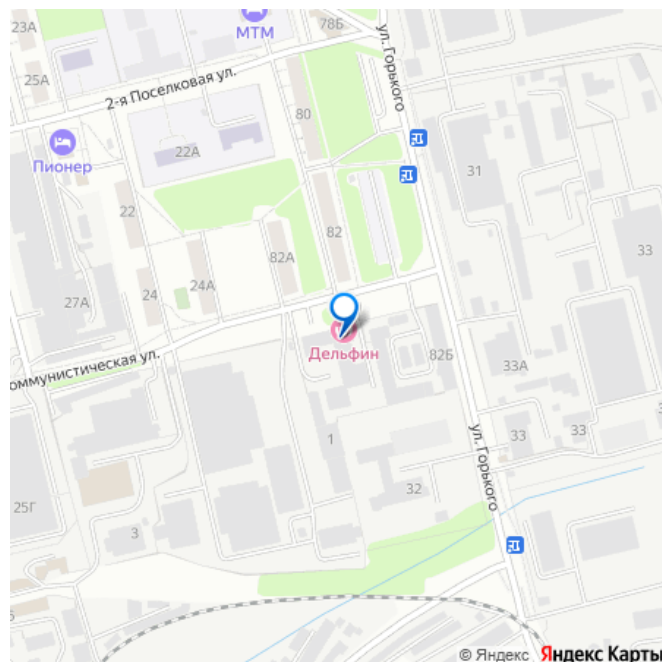 23А
МТМ
78Б
ул. Горького
25А
2-я Поселковая ул.
80
Пионер
22А
31
22
82
82А
24А
33
24
27А
Дельфин
82Б
33А
оммунистическая ул.
1
33
33
ул. Горького
25Г
32
3
Б
© Яндекс Яндекс Карты